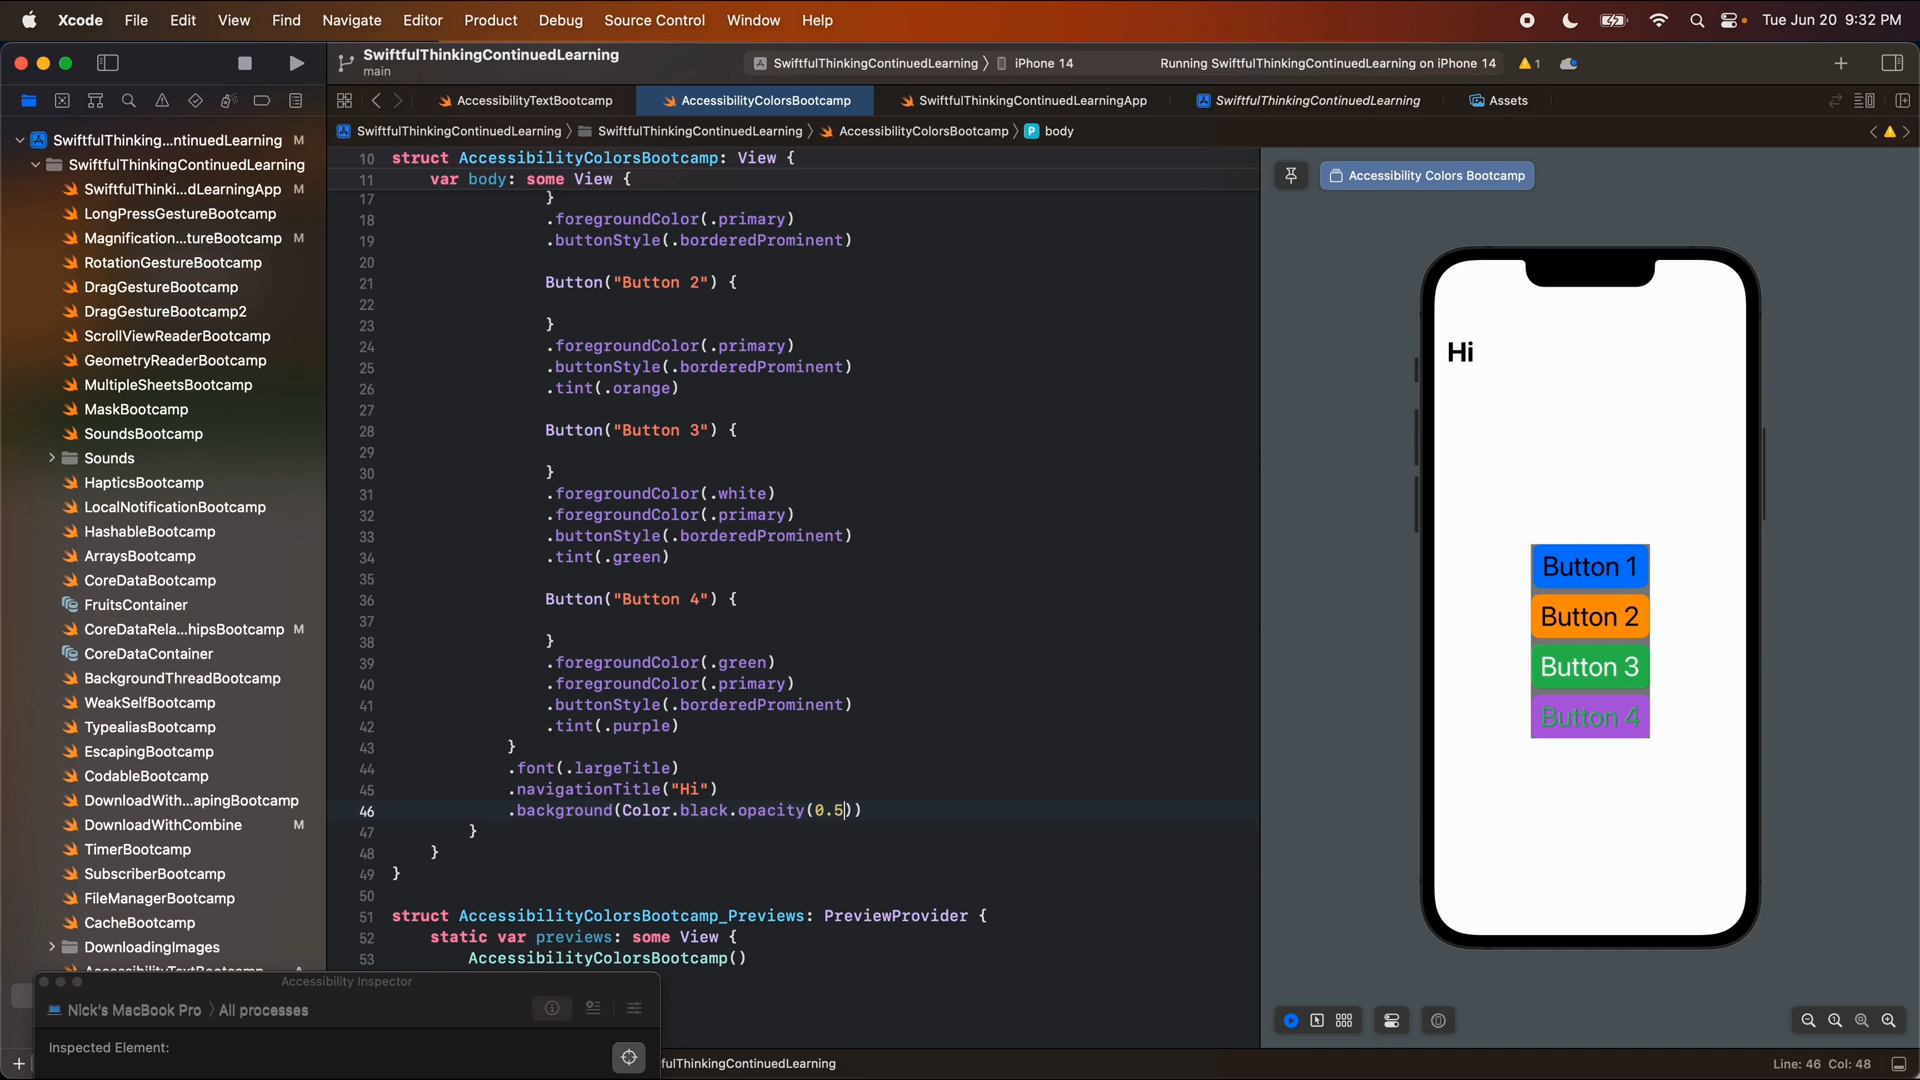 Xcode File Edit View Find Navigate Editor Product Debug Source Control Window Help Tue Jun 20 9:32 PM
SwiftfulThinkingContinuedLearning
main
SwiftfulThinkingContinuedLearning iPhone 14 Running SwiftfulThinkingContinuedLearning on iPhone 14 1
AccessibilityTextBootcamp AccessibilityColorsBootcamp SwiftfulThinkingContinuedLearningApp SwiftfulThinkingContinuedLearning Assets
SwiftfulThinkingContinuedLearning SwiftfulThinkingContinuedLearning AccessibilityColorsBootcamp P body
SwiftfulThinking...ntinuedLearning M
SwiftfulThinkingContinuedLearning
SwiftfulThinki...dLearningApp M
LongPressGestureBootcamp
Magnification...tureBootcamp M
RotationGestureBootcamp
DragGestureBootcamp
DragGestureBootcamp2
ScrollViewReaderBootcamp
GeometryReaderBootcamp
MultipleSheetsBootcamp
MaskBootcamp
SoundsBootcamp
Sounds
HapticsBootcamp
LocalNotificationBootcamp
HashableBootcamp
ArraysBootcamp
CoreDataBootcamp
FruitsContainer
CoreDataRela...hipsBootcamp M
CoreDataContainer
BackgroundThreadBootcamp
WeakSelfBootcamp
TypealiasBootcamp
EscapingBootcamp
CodableBootcamp
DownloadWith...apingBootcamp
DownloadWithCombine M
TimerBootcamp
SubscriberBootcamp
FileManagerBootcamp
CacheBootcamp
DownloadingImages
10 struct AccessibilityColorsBootcamp: View {
11 var body: some View {
17 }
18 .foregroundColor(.primary)
19 .buttonStyle(.borderedProminent)
20
21 Button("Button 2") {
22
23 }
24 .foregroundColor(.primary)
25 .buttonStyle(.borderedProminent)
26 .tint(.orange)
27
28 Button("Button 3") {
29
30 }
31 .foregroundColor(.white)
32 .foregroundColor(.primary)
33 .buttonStyle(.borderedProminent)
34 .tint(.green)
35
36 Button("Button 4") {
37
38 }
39 .foregroundColor(.green)
40 .foregroundColor(.primary)
41 .buttonStyle(.borderedProminent)
42 .tint(.purple)
43 }
44 .font(.largeTitle)
45 .navigationTitle("Hi")
46 .background(Color.black.opacity(0.5))
47 }
48 }
49 }
50
51 struct AccessibilityColorsBootcamp_Previews: PreviewProvider {
52 static var previews: some View {
53 AccessibilityColorsBootcamp()
Accessibility Colors Bootcamp
Hi
Button 1
Button 2
Button 3
Button 4
Accessibility Inspector
Nick's MacBook Pro All processes
Inspected Element:
fulThinkingContinuedLearning
Line: 46 Col: 48